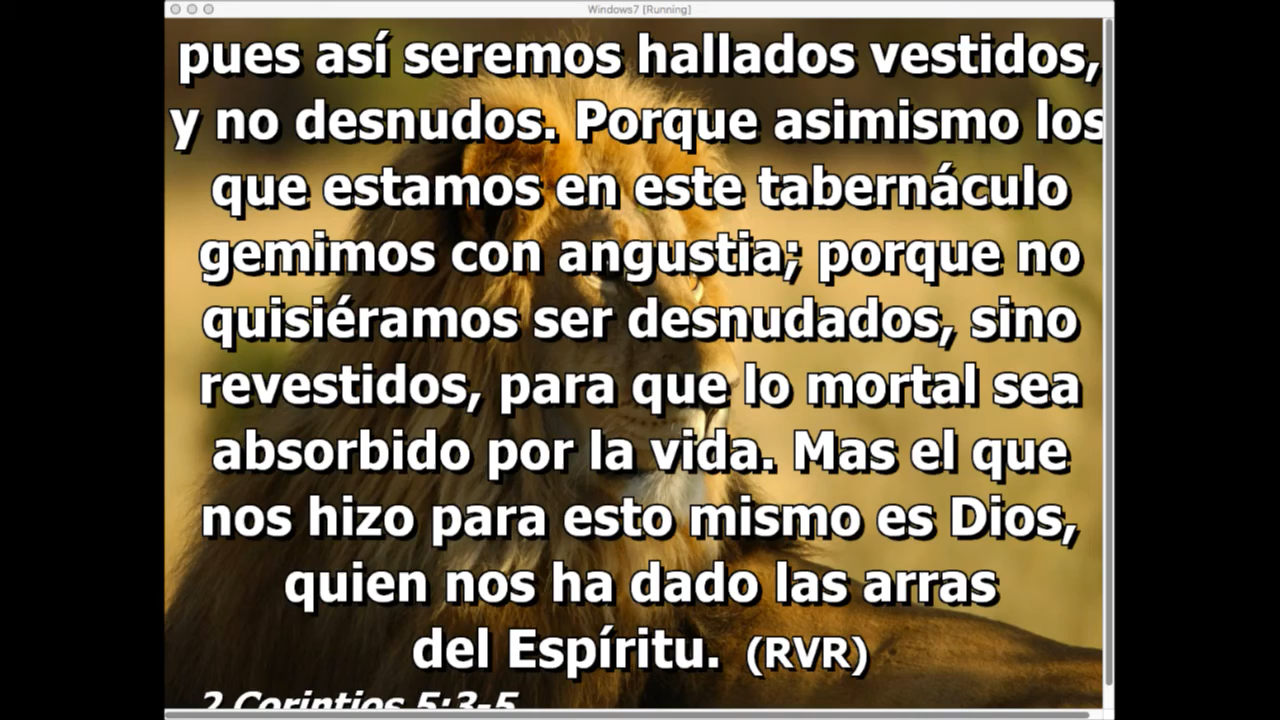 Windows7 [Running]
pues así seremos hallados vestidos,
y no desnudos. Porque asimismo los
que estamos en este tabernáculo
gemimos con angustia; porque no
quisiéramos ser desnudados, sino
revestidos, para que lo mortal sea
absorbido por la vida. Mas el que
nos hizo para esto mismo es Dios,
quien nos ha dado las arras
del Espíritu. (RVR)
2 Corintios 5:3-5